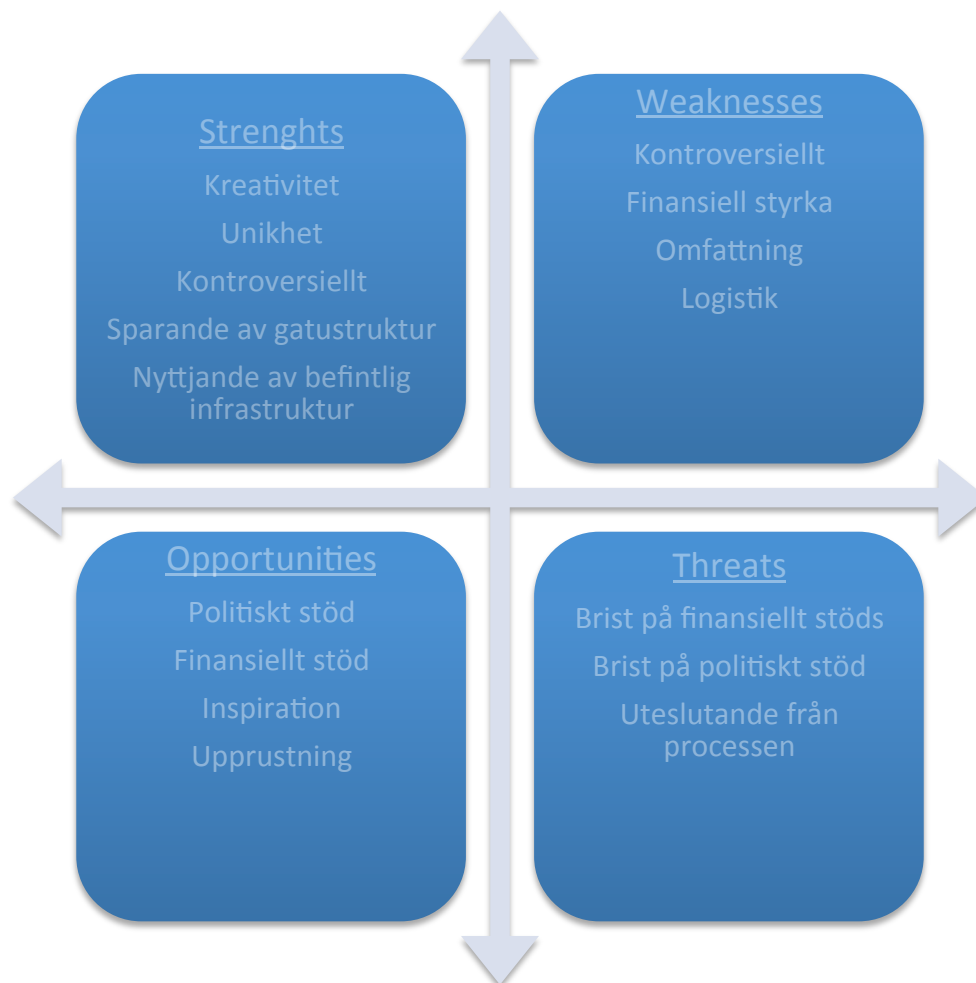 Strenghts
Kreativitet
Unikhet
Kontroversiellt
Sparande av gatustruktur
Nyttjande av befintlig
infrastruktur
Weaknesses
Kontroversiellt
Finansiell styrka
Omfattning
Logistik
Opportunities
Politiskt stöd
Finansiellt stöd
Inspiration
Upprustning
Threats
Brist på finansiellt stöds
Brist på politiskt stöd
Uteslutande från
processen